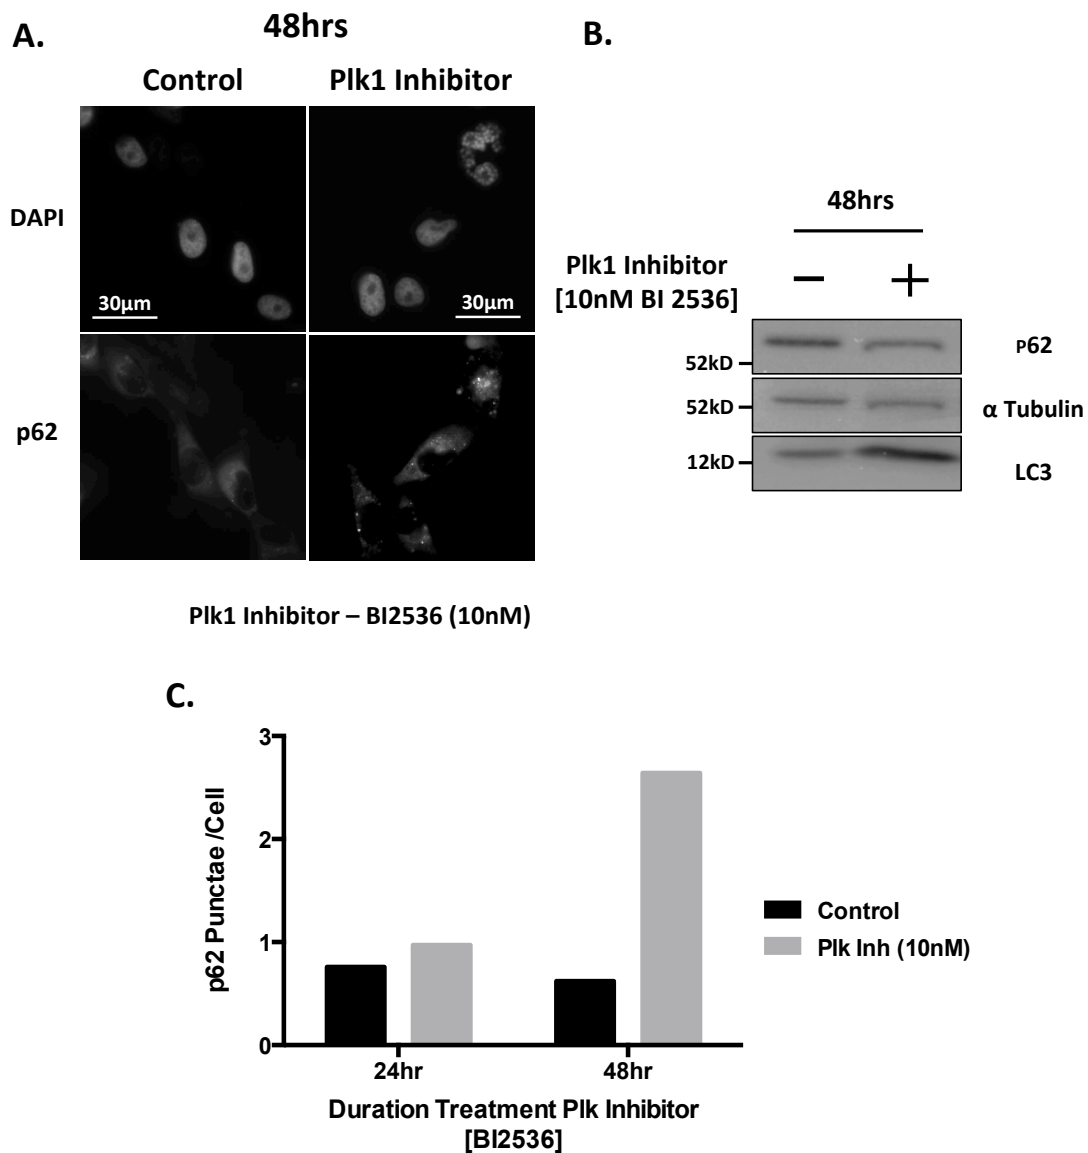 A.
48hrs
Control
Plk1 Inhibitor
DAPI
30µm
30µm
p62
Plk1 Inhibitor – BI2536 (10nM)
B.
48hrs
Plk1 Inhibitor
[10nM BI 2536]
− +
52kD
P62
52kD
α Tubulin
12kD
LC3
C.
p62 Punctae /Cell
3
2
1
0
24hr
48hr
Duration Treatment Plk Inhibitor
[BI2536]
Control
Plk Inh (10nM)